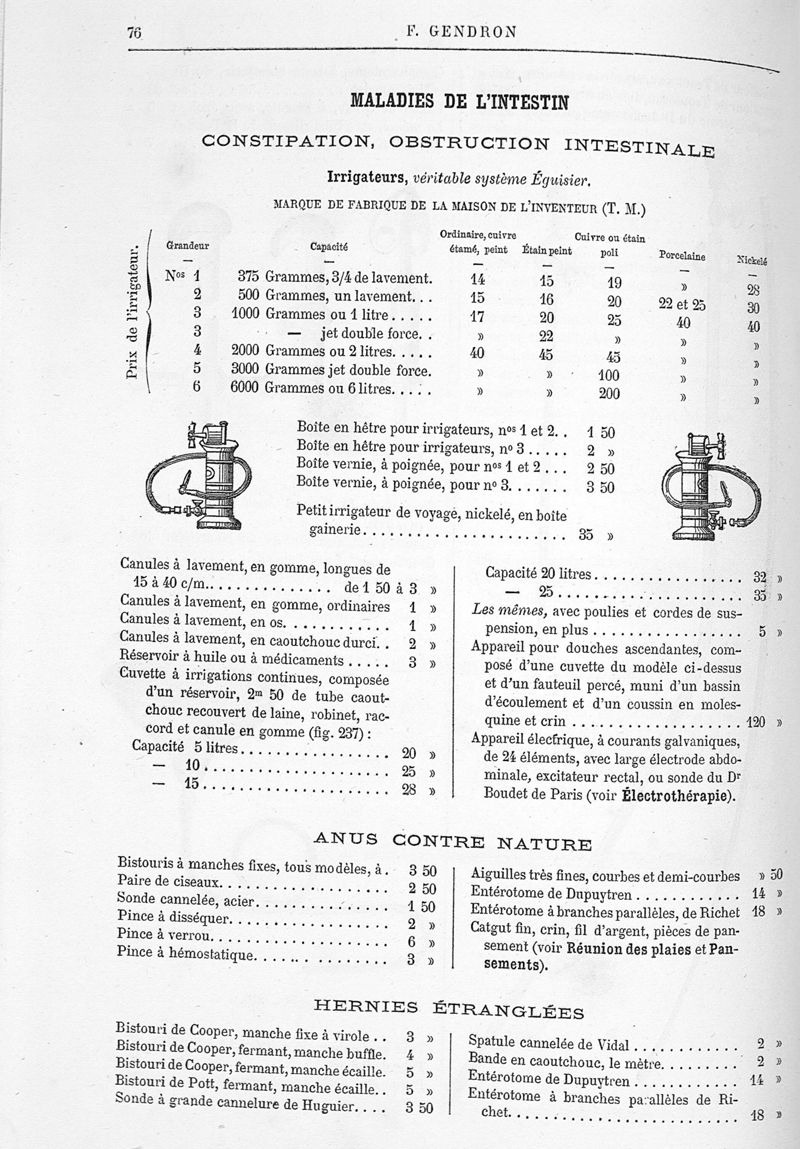 76
F. GENDRON
MALADIES DE L'INTESTIN
CONSTIPATION, OBSTRUCTION INTESTINALE
Irrigateurs, véritable système Éguisier.
MARQUE DE FABRIQUE DE LA MAISON DE L'INVENTEUR (T. M.)
Prix de l'irrigateur.
Grandeur — Capacité — Ordinaire, cuivre étamé, peint — Étain peint — Cuivre ou étain poli — Porcelaine — Nickelé —
Nos 1 375 Grammes, 3/4 de lavement. 14 15 19 » 28
2 500 Grammes, un lavement. . . 15 16 20 22 et 25 30
3 1000 Grammes ou 1 litre . . . . . 17 20 25 40 40
3 — jet double force. . » 22 » » »
4 2000 Grammes ou 2 litres. . . . . 40 45 45 » »
5 3000 Grammes jet double force. » » 100 » »
6 6000 Grammes ou 6 litres. . . . . » » 200 » »
Boîte en hêtre pour irrigateurs, nos 1 et 2. . 1 50
Boîte en hêtre pour irrigateurs, no 3 . . . . . 2 »
Boîte vernie, à poignée, pour nos 1 et 2 . . . 2 50
Boîte vernie, à poignée, pour no 3. . . . . . . 3 50
Petit irrigateur de voyage, nickelé, en boîte
gainerie. . . . . . . . . . . . . . . . . . . . . . . 35 »
Canules à lavement, en gomme, longues de
15 à 40 c/m. . . . . . . . . . . . . . . de 1 50 à 3 »
Canules à lavement, en gomme, ordinaires 1 »
Canules à lavement, en os. . . . . . . . . . . . 1 »
Canules à lavement, en caoutchouc durci. . 2 »
Réservoir à huile ou à médicaments . . . . . 3 »
Cuvette à irrigations continues, composée
d'un réservoir, 2m 50 de tube caout-
chouc recouvert de laine, robinet, rac-
cord et canule en gomme (fig. 237) :
Capacité 5 litres. . . . . . . . . . . . . . . . . 20 »
— 10 . . . . . . . . . . . . . . . . . . . . . 25 »
— 15. . . . . . . . . . . . . . . . . . . . . 28 »
Capacité 20 litres . . . . . . . . . . . . . . . . . 32 »
— 25 . . . . . . . . . . . . . . . . . . . . . 35 »
Les mêmes, avec poulies et cordes de sus-
pension, en plus . . . . . . . . . . . . . . . . . 5 »
Appareil pour douches ascendantes, com-
posé d'une cuvette du modèle ci-dessus
et d'un fauteuil percé, muni d'un bassin
d'écoulement et d'un coussin en moles-
quine et crin . . . . . . . . . . . . . . . . . . . 120 »
Appareil électrique, à courants galvaniques,
de 24 éléments, avec large électrode abdo-
minale, excitateur rectal, ou sonde du Dr
Boudet de Paris (voir Électrothérapie).
ANUS CONTRE NATURE
Bistouris à manches fixes, tous modèles, à . 3 50
Paire de ciseaux. . . . . . . . . . . . . . . . . . . 2 50
Sonde cannelée, acier. . . . . . . . . . . . . . . 1 50
Pince à disséquer. . . . . . . . . . . . . . . . . . 2 »
Pince à verrou. . . . . . . . . . . . . . . . . . . . 6 »
Pince à hémostatique. . . . . . . . . . . . . . . 3 »
Aiguilles très fines, courbes et demi-courbes » 50
Entérotome de Dupuytren . . . . . . . . . . . . 14 »
Entérotome à branches parallèles, de Richet 18 »
Catgut fin, crin, fil d'argent, pièces de pan-
sement (voir Réunion des plaies et Pan-
sements).
HERNIES ÉTRANGLÉES
Bistouri de Cooper, manche fixe à virole . . 3 »
Bistouri de Cooper, fermant, manche buffle. 4 »
Bistouri de Cooper, fermant, manche écaille. 5 »
Bistouri de Pott, fermant, manche écaille. . 5 »
Sonde à grande cannelure de Huguier. . . . 3 50
Spatule cannelée de Vidal . . . . . . . . . . . . 2 »
Bande en caoutchouc, le mètre. . . . . . . . . 2 »
Entérotome de Dupuytren . . . . . . . . . . . . 14 »
Entérotome à branches parallèles de Ri-
chet. . . . . . . . . . . . . . . . . . . . . . . . . . . 18 »